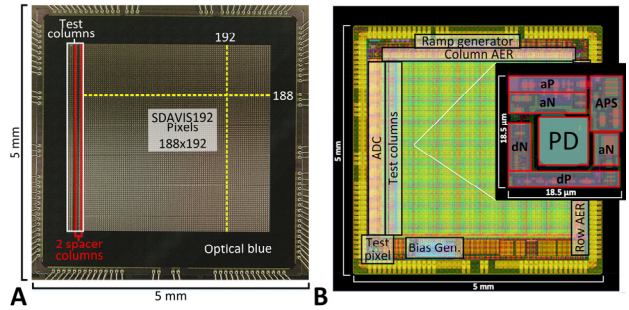 Test
columns
192
188
SDAVIS192
Pixels
188x192
2 spacer
columns
Optical blue
5 mm
5 mm
A
Ramp generator
Column AER
ADC
Test columns
Row AER
Test
pixel
Bias Gen.
5 mm
5 mm
B
aP
aN
APS
dN
PD
aN
dP
18.5 µm
18.5 µm